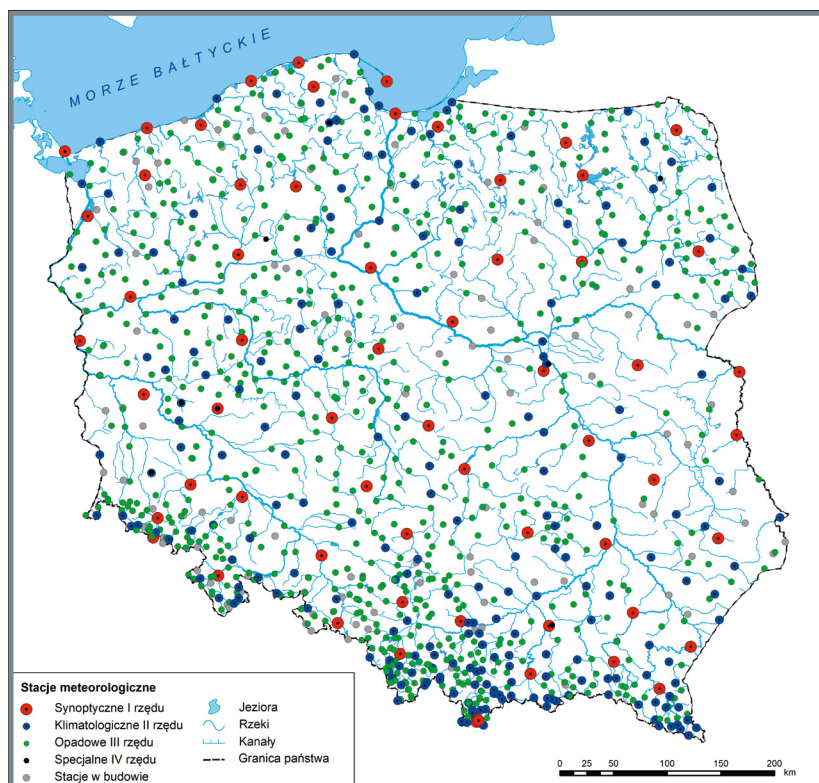 MORZE BAŁTYCKIE
Stacje meteorologiczne
Synoptyczne I rzędu
Klimatologiczne II rzędu
Opadowe III rzędu
Specjalne IV rzędu
Stacje w budowie
Jeziora
Rzeki
Kanały
Granica państwa
0 25 50 100 150 200
km